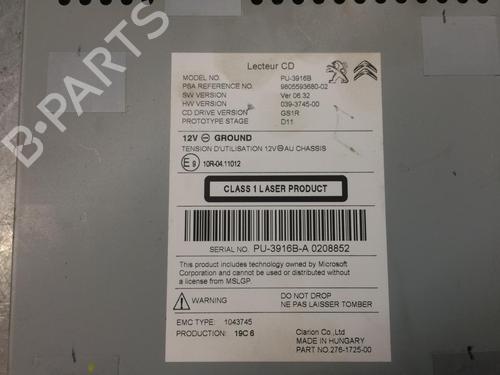 B-PARTS
Lecteur CD
MODEL NO. PU-3916B
PSA REFERENCE NO. 9805593680-02
SW VERSION Ver 06.32
HW VERSION 039-3745-00
CD DRIVE VERSION GS1R
PROTOTYPE STAGE D11
12V ⊖ GROUND
TENSION D'UTILISATION 12V ⊖ AU CHASSIS
E9 10R-04.11012
CLASS 1 LASER PRODUCT
SERIAL NO. PU-3916B-A 0208852
This product includes technology owned by Microsoft
Corporation and cannot be used or distributed without
a license from MSLGP.
WARNING DO NOT DROP
NE PAS LAISSER TOMBER
EMC TYPE: 1043745
PRODUCTION: 19C 6
Clarion Co.,Ltd
MADE IN HUNGARY
PART NO.276-1725-00